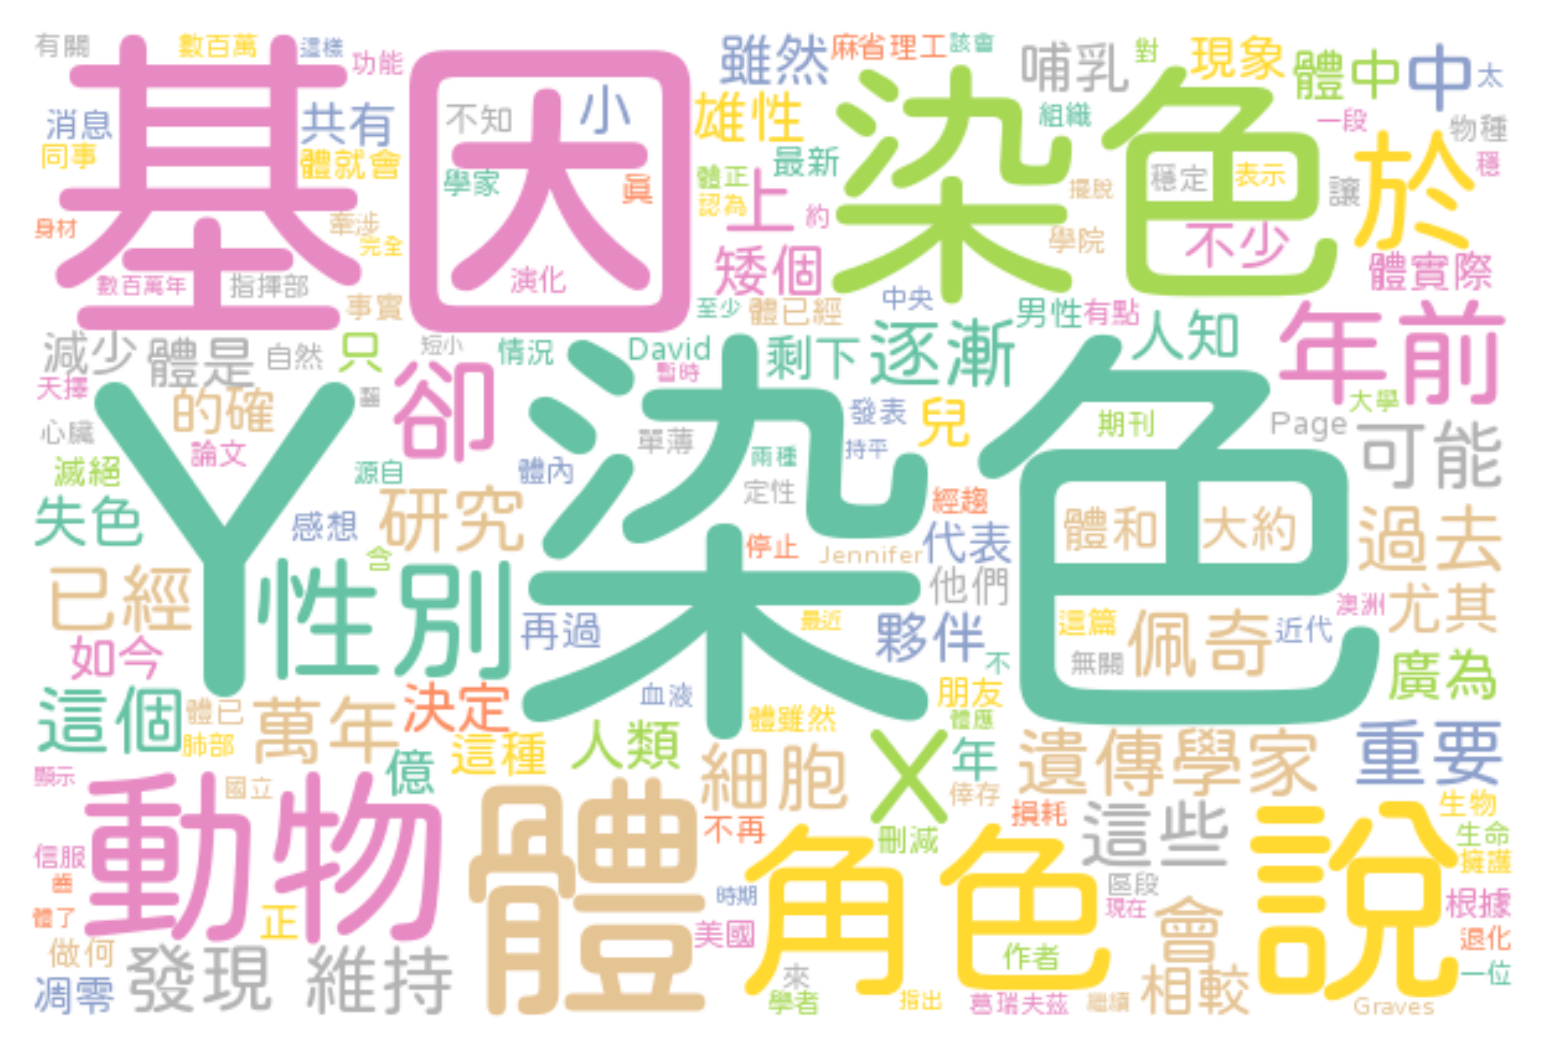 有關
數百萬
這樣
功能
基因
消息
共有
同事
體就會
身材
牽涉
完全
數百萬年
指揮部
事實
不知
小
學家
真
演化
雖然
麻省理工
該會
哺乳
對
現象
體中
中
太
雄性
組織
一段
物種
體正
認為
上
最新
約
染色
擺脫
穩定
表示
讓
於
穩
矮個
學院
不少
體實際
至少
體已經
中央
男性
有點
人知
年前
減少
體是
自然
只
短小
情況
David
暫時
剩下
逐漸
天擇
的確
卻
發表
兒
期刊
大學
Page
可能
心臟
論文
單薄
兩種
持平
滅絕
源自
體內
定性
經趨
失色
感想
研究
Y染色
停止
Jennifer
代表
體和
大約
過去
含
已經
性別
他們
澳洲
尤其
如今
再過
最近
夥伴
這篇
佩奇
近代
不
無關
廣為
這個
體已
萬年
決定
血液
朋友
肺部
體雖然
體應
億
這種
人類
細胞
X
年
遺傳學家
重要
顯示
國立
倖存
動物
體
不再
刪減
損耗
這些
說
生物
生命
信服
擁護
齒
時期
角色
區段
現在
根據
體了
正
美國
會
退化
做何
作者
發現
維持
來
相較
一位
凋零
學者
指出
葛瑞夫茲
繼續
Graves